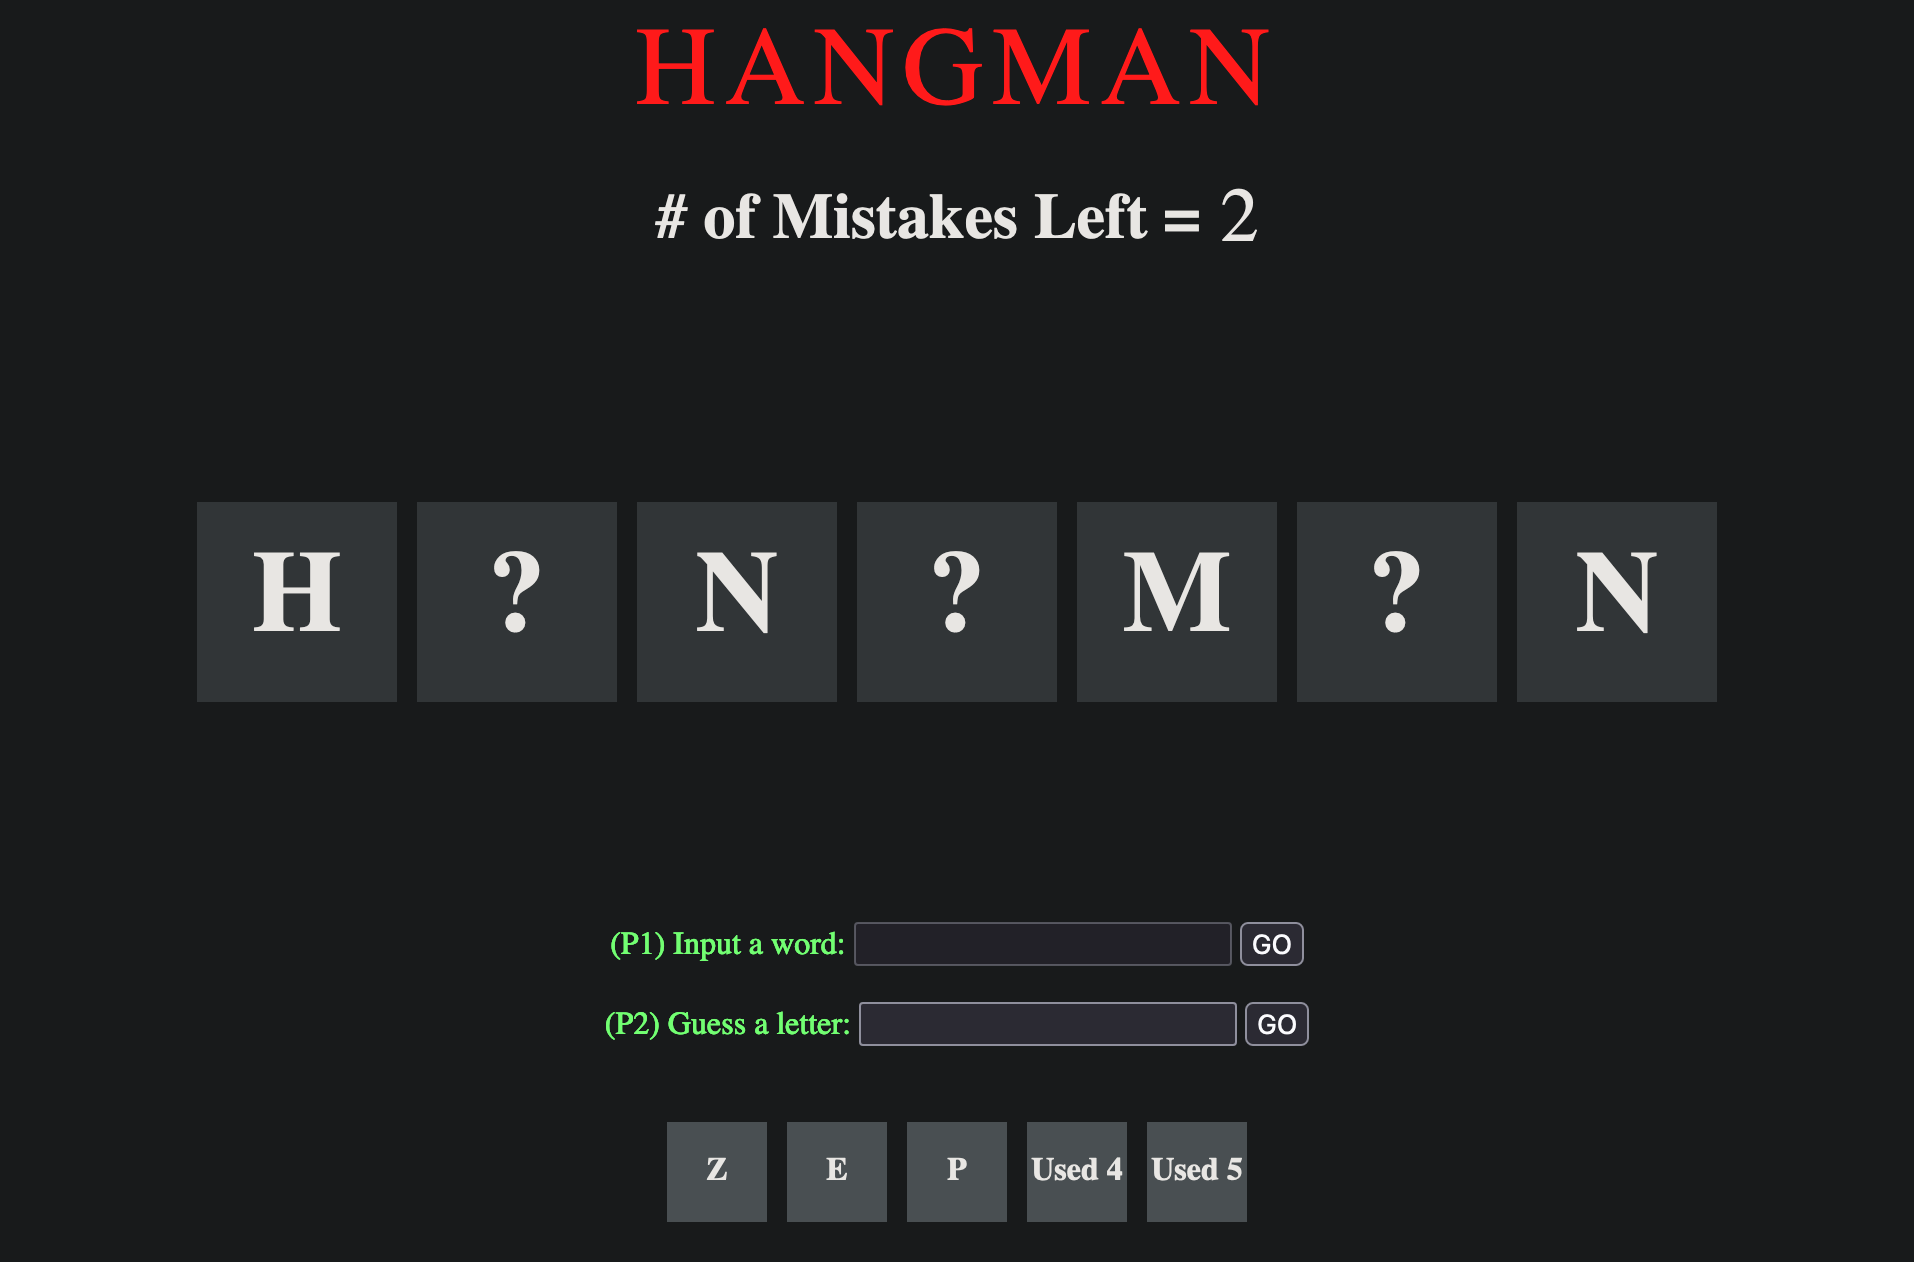 HANGMAN
# of Mistakes Left = 2
H ? N ? M ? N
(P1) Input a word: GO
(P2) Guess a letter: GO
Z E P Used 4 Used 5